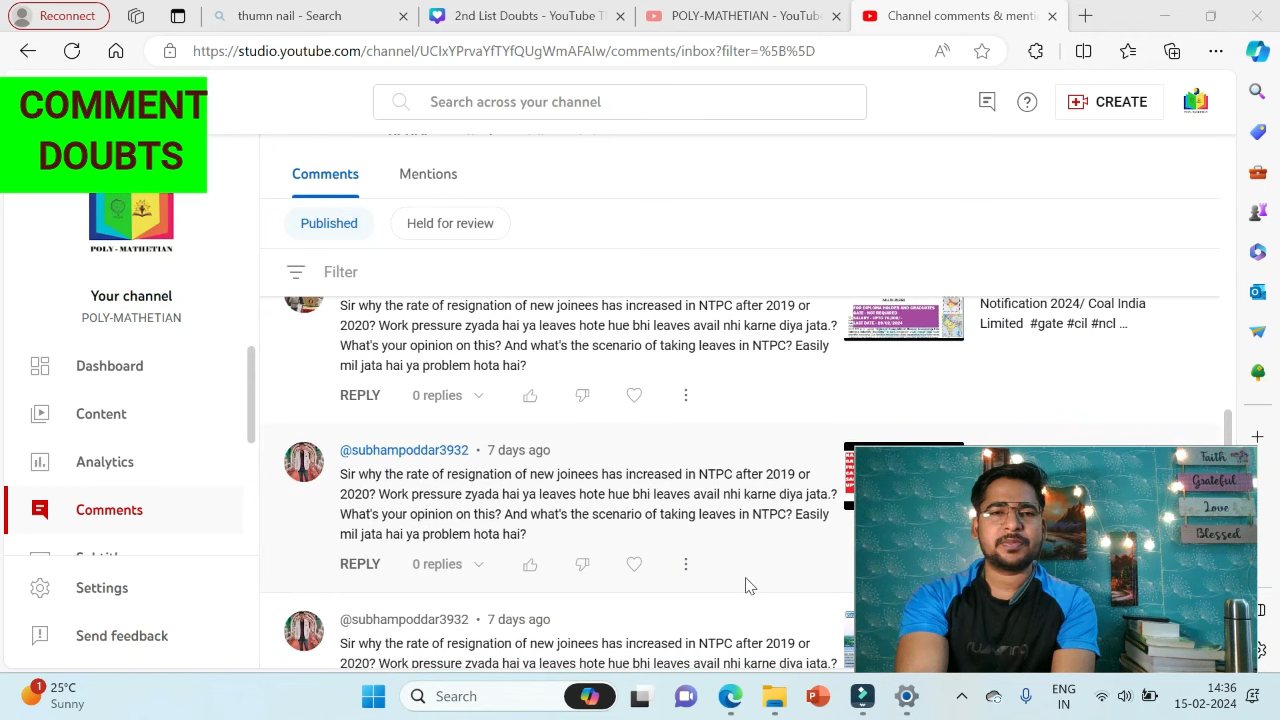 Recover
Search
2nd List Doubts - YouTube T
POLY-MATHETIAN - YouTube
Channel comments & menti
https://studio.youtube.com/channel/UCIxYPrvaYfTYfQUgWmAFAlw/comments/inbox?filter=%5B%5D
COMMENT
DOUBTS
Search across your channel
CREATE
POLY - MATHETIAN
Your channel
POLY-MATHETIAN
Dashboard
Content
Analytics
Comments
Settings
Send feedback
Comments
Mentions
Published
Held for review
Filter
Sir why the rate of resignation of new joinees has increased in NTPC after 2019 or
2020? Work pressure zyada hai ya leaves hote hue bhi leaves avail nhi karne diya jata.?
What's your opinion on this? And what's the scenario of taking leaves in NTPC? Easily
mil jata hai ya problem hota hai?
REPLY 0 replies
Notification 2024/ Coal India
Limited #gate #cil #ncl ...
@subhampoddar3932 • 7 days ago
Sir why the rate of resignation of new joinees has increased in NTPC after 2019 or
2020? Work pressure zyada hai ya leaves hote hue bhi leaves avail nhi karne diya jata.?
What's your opinion on this? And what's the scenario of taking leaves in NTPC? Easily
mil jata hai ya problem hota hai?
REPLY 0 replies
@subhampoddar3932 • 7 days ago
Sir why the rate of resignation of new joinees has increased in NTPC after 2019 or
2020? Work pressure zyada hai ya leaves hote hue bhi leaves avail nhi karne diya jata.?
Faith
Grateful
Love
Blessed
1
25°C
Sunny
Search
ENG
IN
14:36
15-02-2024